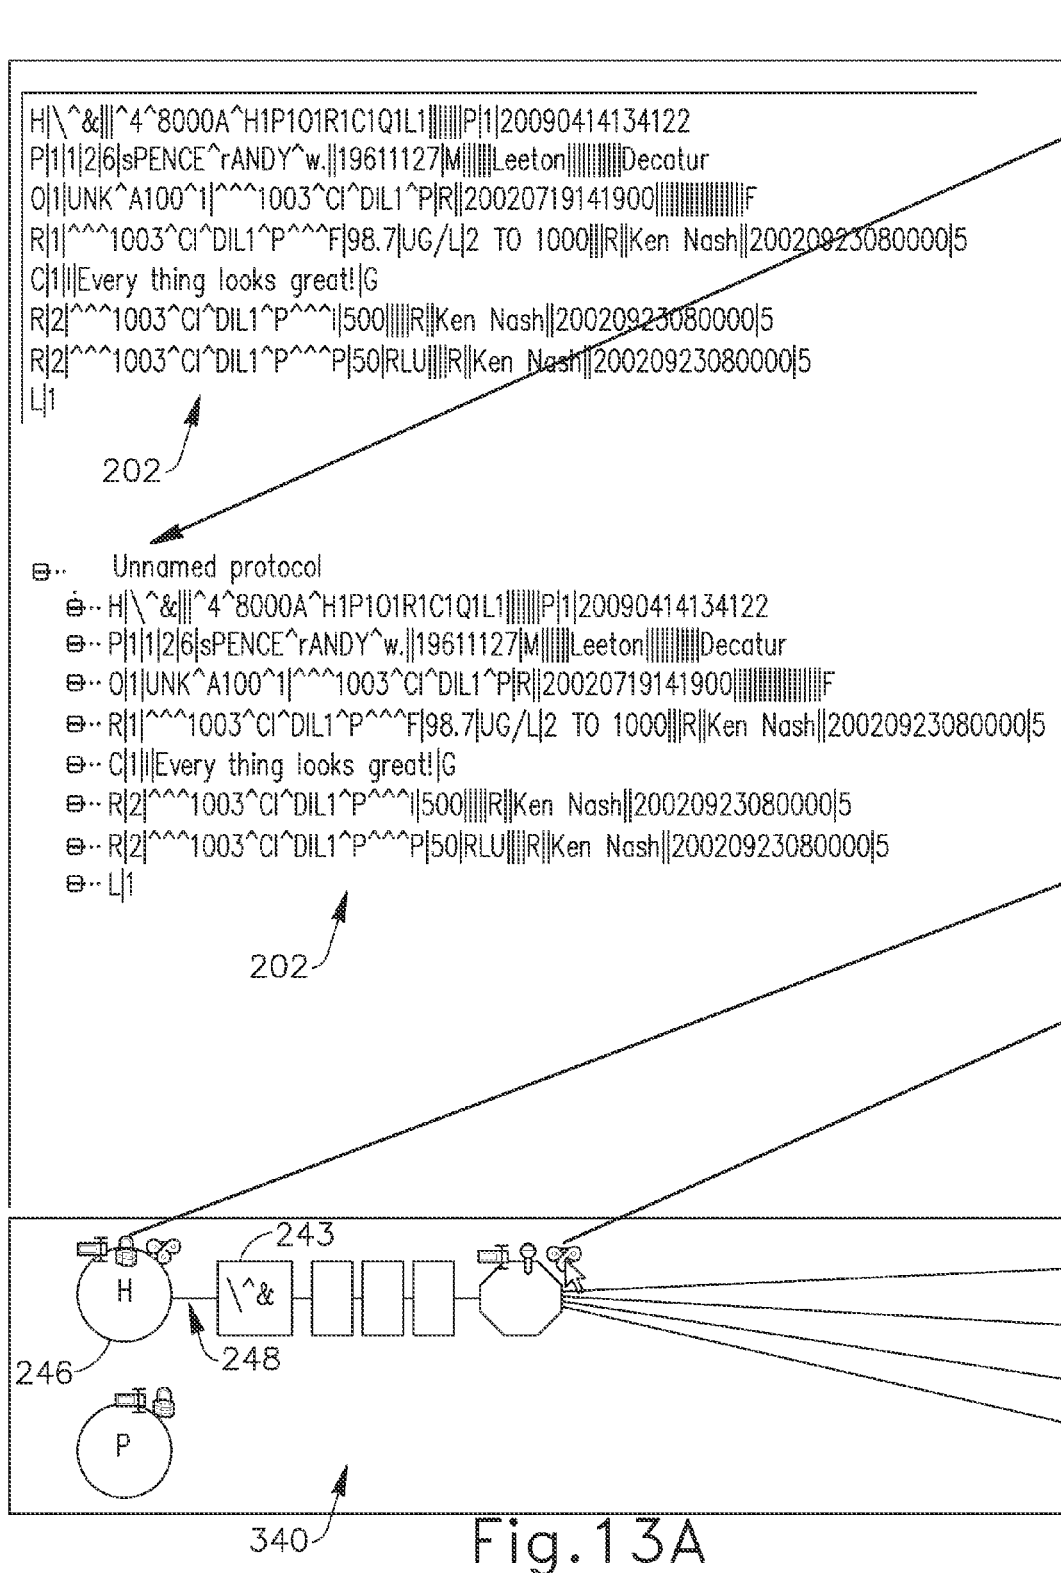 H|\^&|||^4^8000A^H1P1O1R1C1Q1L1|||||||P|1|20090414134122
P|1|1|2|6|sPENCE^rANDY^w.||19611127|M||||||Leeton||||||||||Decatur
O|1|UNK^A100^1|^^^1003^Cl^DIL1^P|R||20020719141900||||||||||||||||||F
R|1|^^^1003^Cl^DIL1^P^^^F|98.7|UG/L|2 TO 1000|||R||Ken Nash||20020923080000|5
C|1|I|Every thing looks great!|G
R|2|^^^1003^Cl^DIL1^P^^^I|500|||||R||Ken Nash||20020923080000|5
R|2|^^^1003^Cl^DIL1^P^^^P|50|RLU||||R||Ken Nash||20020923080000|5
L|1
202
Unnamed protocol
H|\^&|||^4^8000A^H1P1O1R1C1Q1L1|||||||P|1|20090414134122
P|1|1|2|6|sPENCE^rANDY^w.||19611127|M||||||Leeton||||||||||Decatur
O|1|UNK^A100^1|^^^1003^Cl^DIL1^P|R||20020719141900||||||||||||||||||F
R|1|^^^1003^Cl^DIL1^P^^^F|98.7|UG/L|2 TO 1000|||R||Ken Nash||20020923080000|5
C|1|I|Every thing looks great!|G
R|2|^^^1003^Cl^DIL1^P^^^I|500|||||R||Ken Nash||20020923080000|5
R|2|^^^1003^Cl^DIL1^P^^^P|50|RLU||||R||Ken Nash||20020923080000|5
L|1
202
243
H
\^&
248
246
P
340
Fig.13A